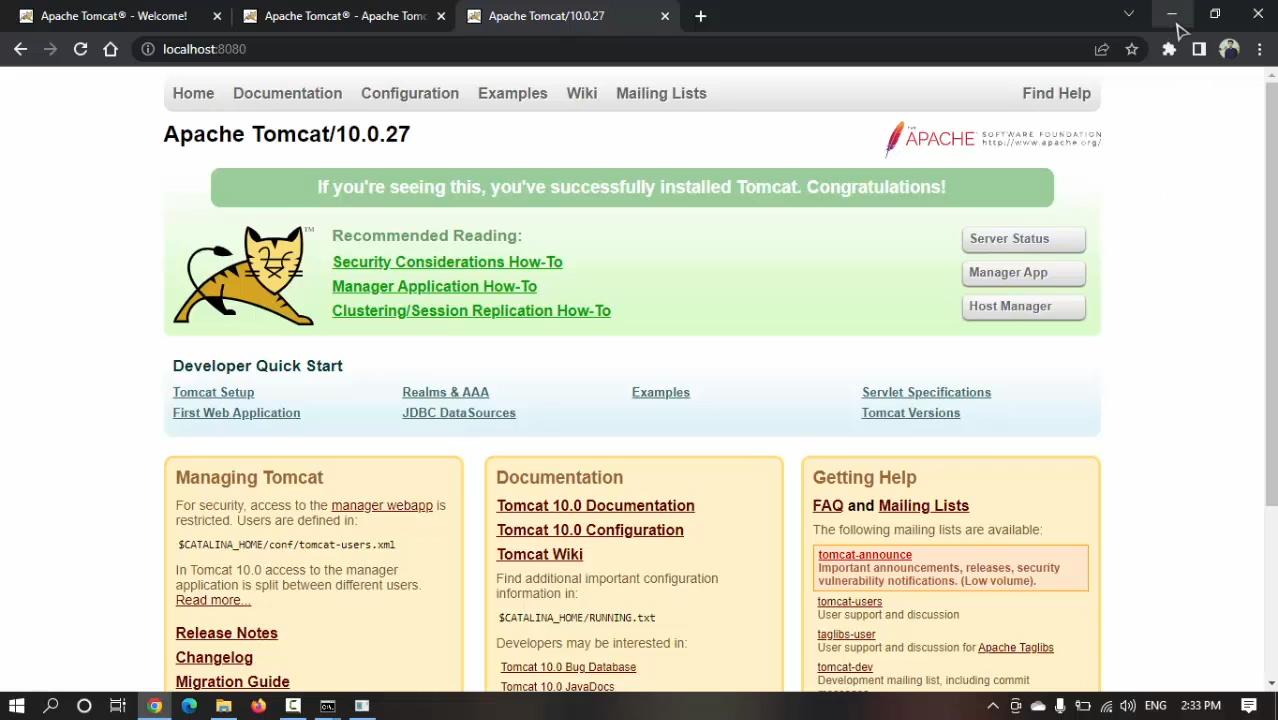 Apache Tomcat® - Welcome!
Apache Tomcat® - Apache Tomc
Apache Tomcat/10.0.27
localhost:8080
Home
Documentation
Configuration
Examples
Wiki
Mailing Lists
Find Help
Apache Tomcat/10.0.27
THE APACHE SOFTWARE FOUNDATION
http://www.apache.org/
If you're seeing this, you've successfully installed Tomcat. Congratulations!
TM
Recommended Reading:
Security Considerations How-To
Manager Application How-To
Clustering/Session Replication How-To
Server Status
Manager App
Host Manager
Developer Quick Start
Tomcat Setup
First Web Application
Realms & AAA
JDBC DataSources
Examples
Servlet Specifications
Tomcat Versions
Managing Tomcat
For security, access to the manager webapp is
restricted. Users are defined in:
$CATALINA_HOME/conf/tomcat-users.xml
In Tomcat 10.0 access to the manager
application is split between different users.
Read more...
Release Notes
Changelog
Migration Guide
Documentation
Tomcat 10.0 Documentation
Tomcat 10.0 Configuration
Tomcat Wiki
Find additional important configuration
information in:
$CATALINA_HOME/RUNNING.txt
Developers may be interested in:
Tomcat 10.0 Bug Database
Tomcat 10.0 JavaDocs
Getting Help
FAQ and Mailing Lists
The following mailing lists are available:
tomcat-announce
Important announcements, releases, security
vulnerability notifications. (Low volume).
tomcat-users
User support and discussion
taglibs-user
User support and discussion for Apache Taglibs
tomcat-dev
Development mailing list, including commit
messages
ENG
2:33 PM